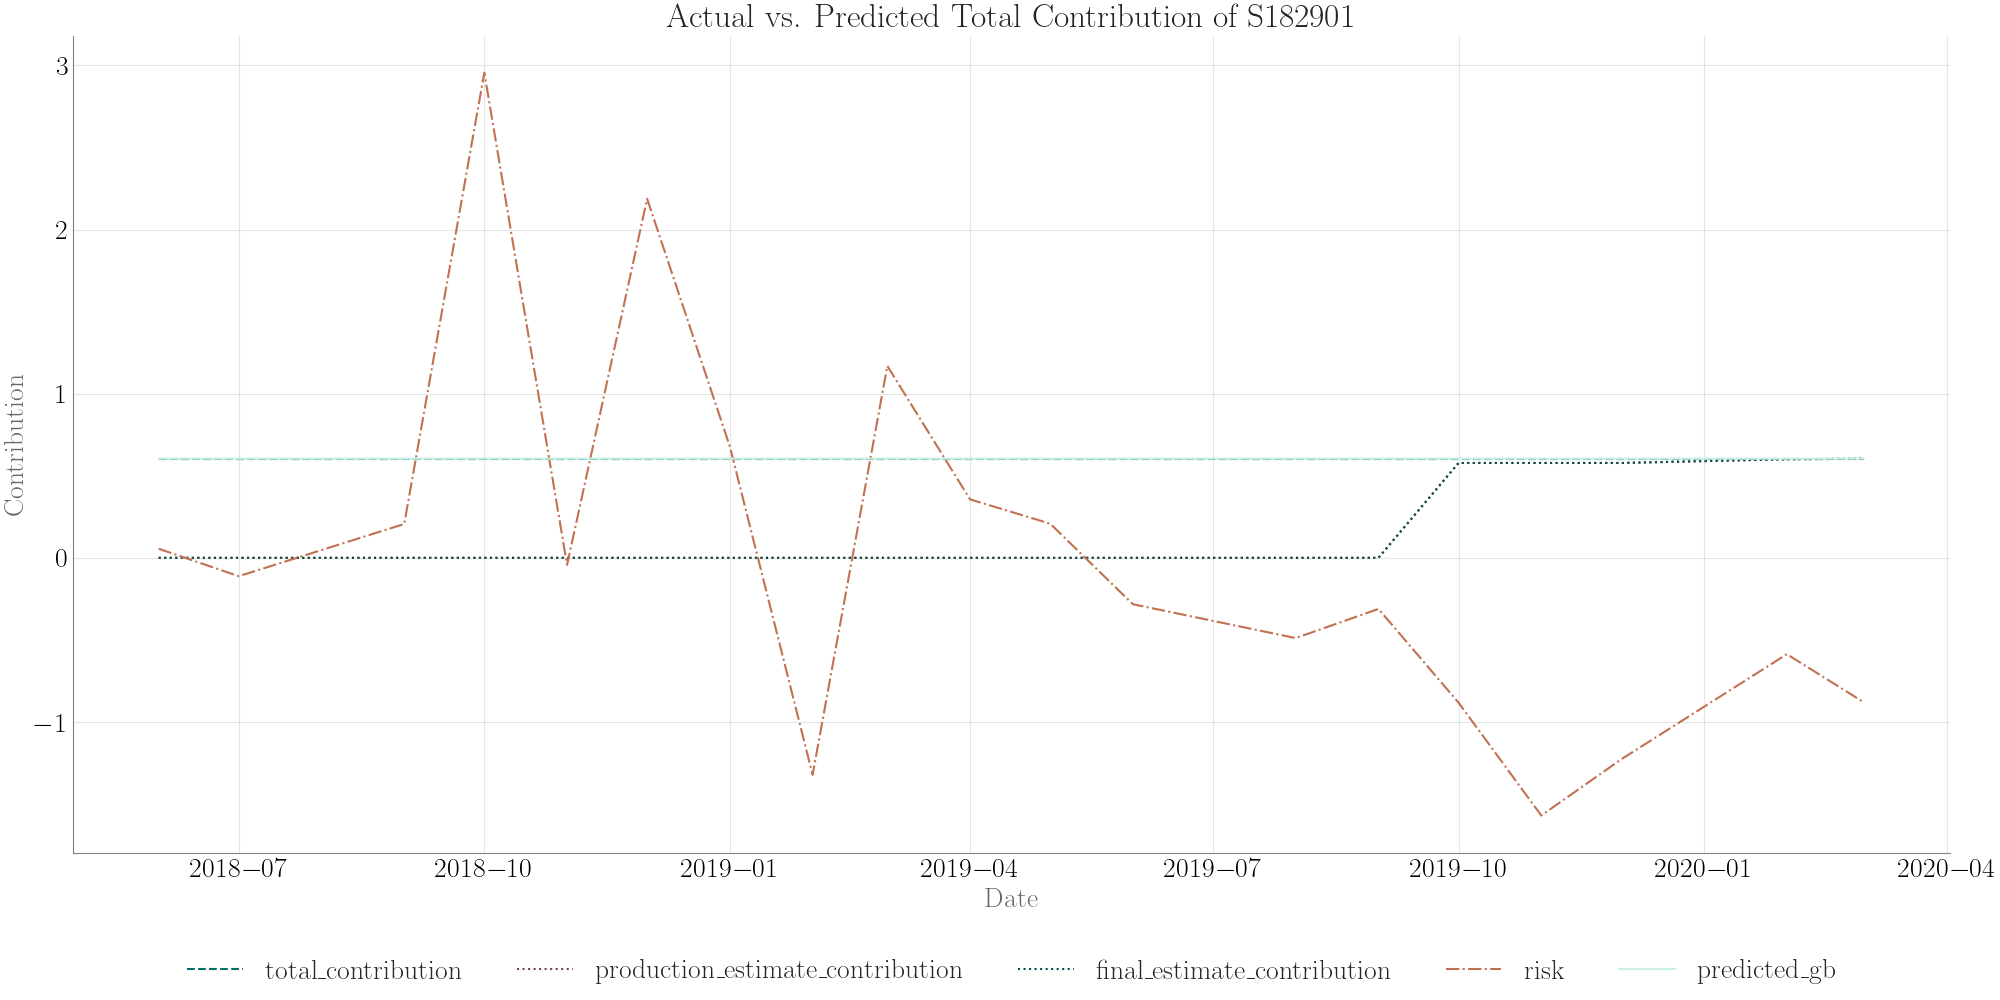 Actual vs. Predicted Total Contribution of S182901
3
2
1
0
−1
Contribution
2018−07 2018−10 2019−01 2019−04 2019−07 2019−10 2020−01 2020−04
Date
total_contribution production_estimate_contribution final_estimate_contribution risk predicted_gb